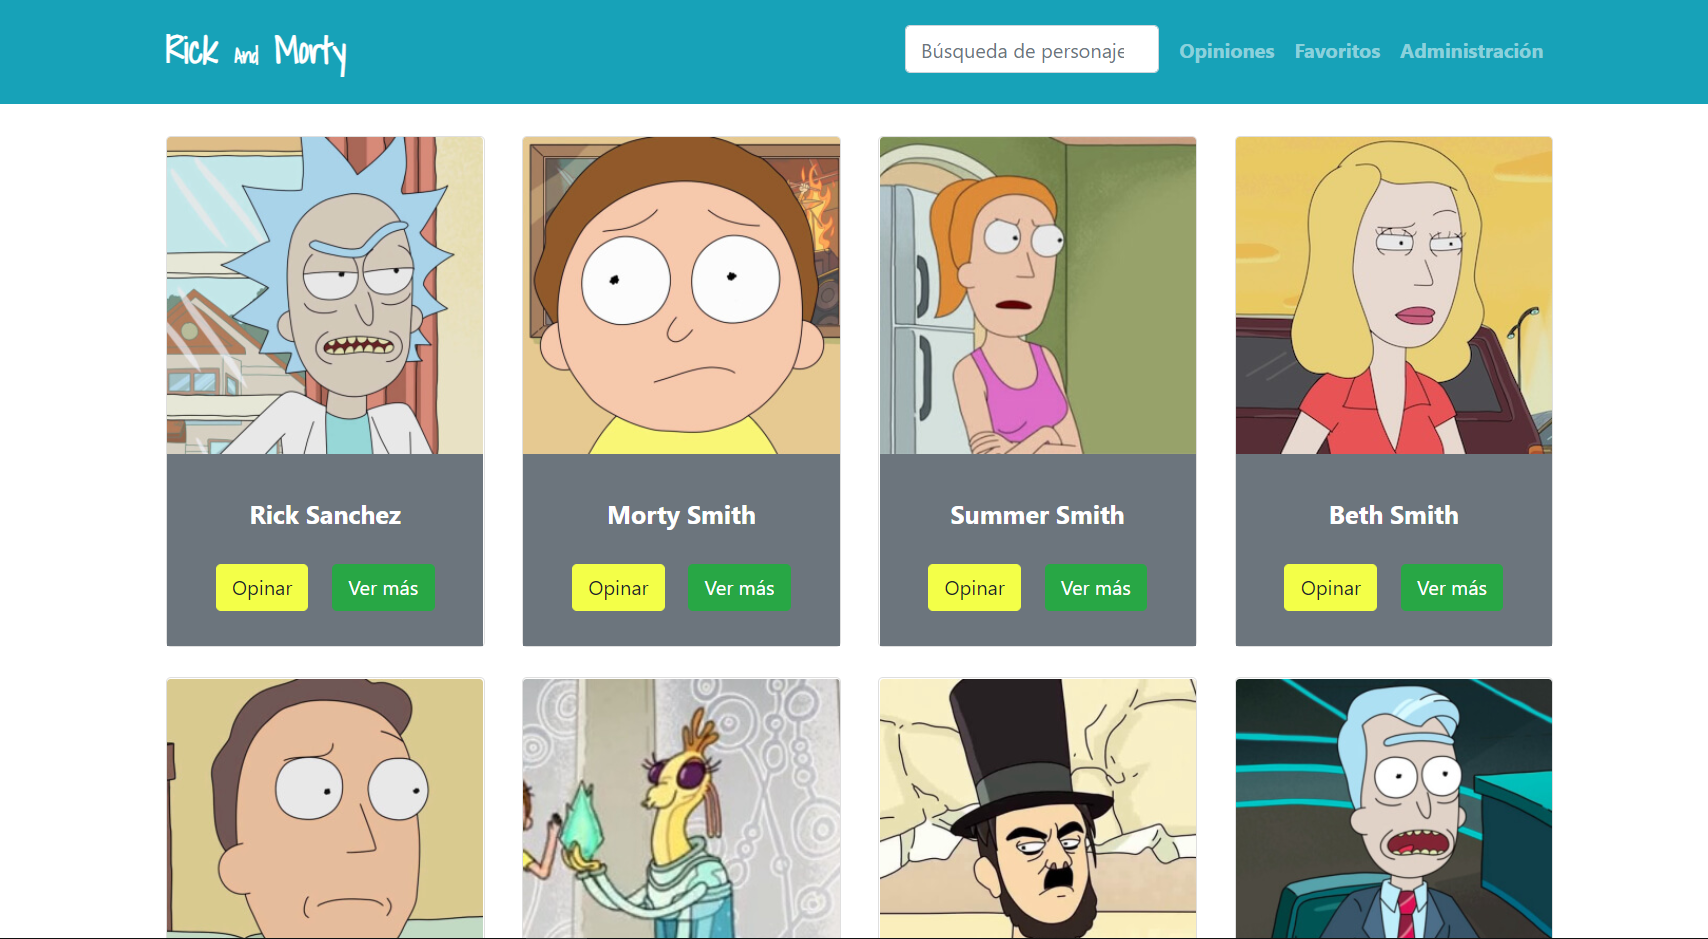 Rick And Morty
Búsqueda de personaje
Opiniones Favoritos Administración
Rick Sanchez
Morty Smith
Summer Smith
Beth Smith
Opinar Ver más
Opinar Ver más
Opinar Ver más
Opinar Ver más